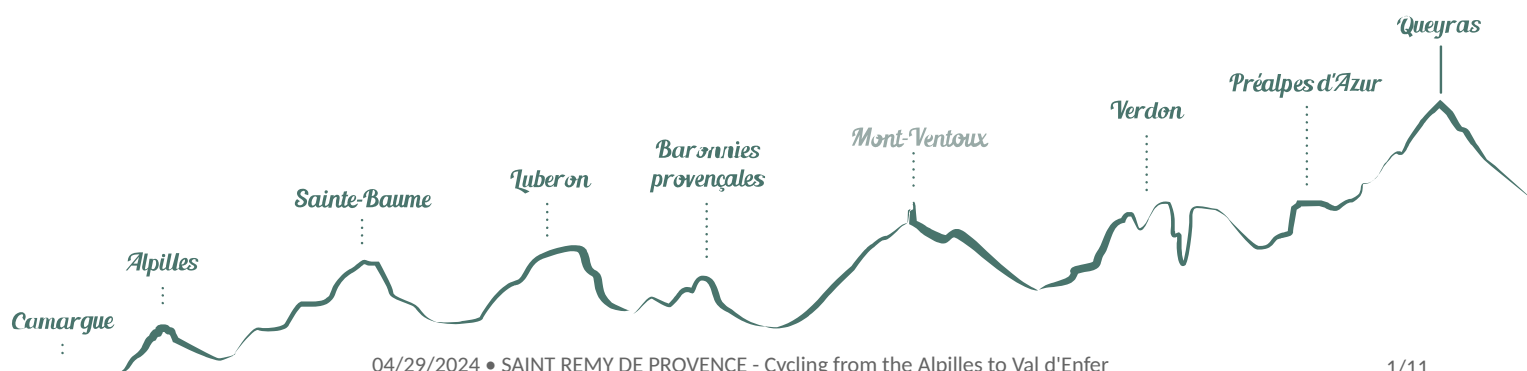 Queyras
Préalpes d'Azur
Verdon
Mont-Ventoux
Baronnies
provençales
Luberon
Sainte-Baume
Alpilles
Camargue
04/29/2024 • SAINT REMY DE PROVENCE - Cycling from the Alpilles to Val d'Enfer
1/11